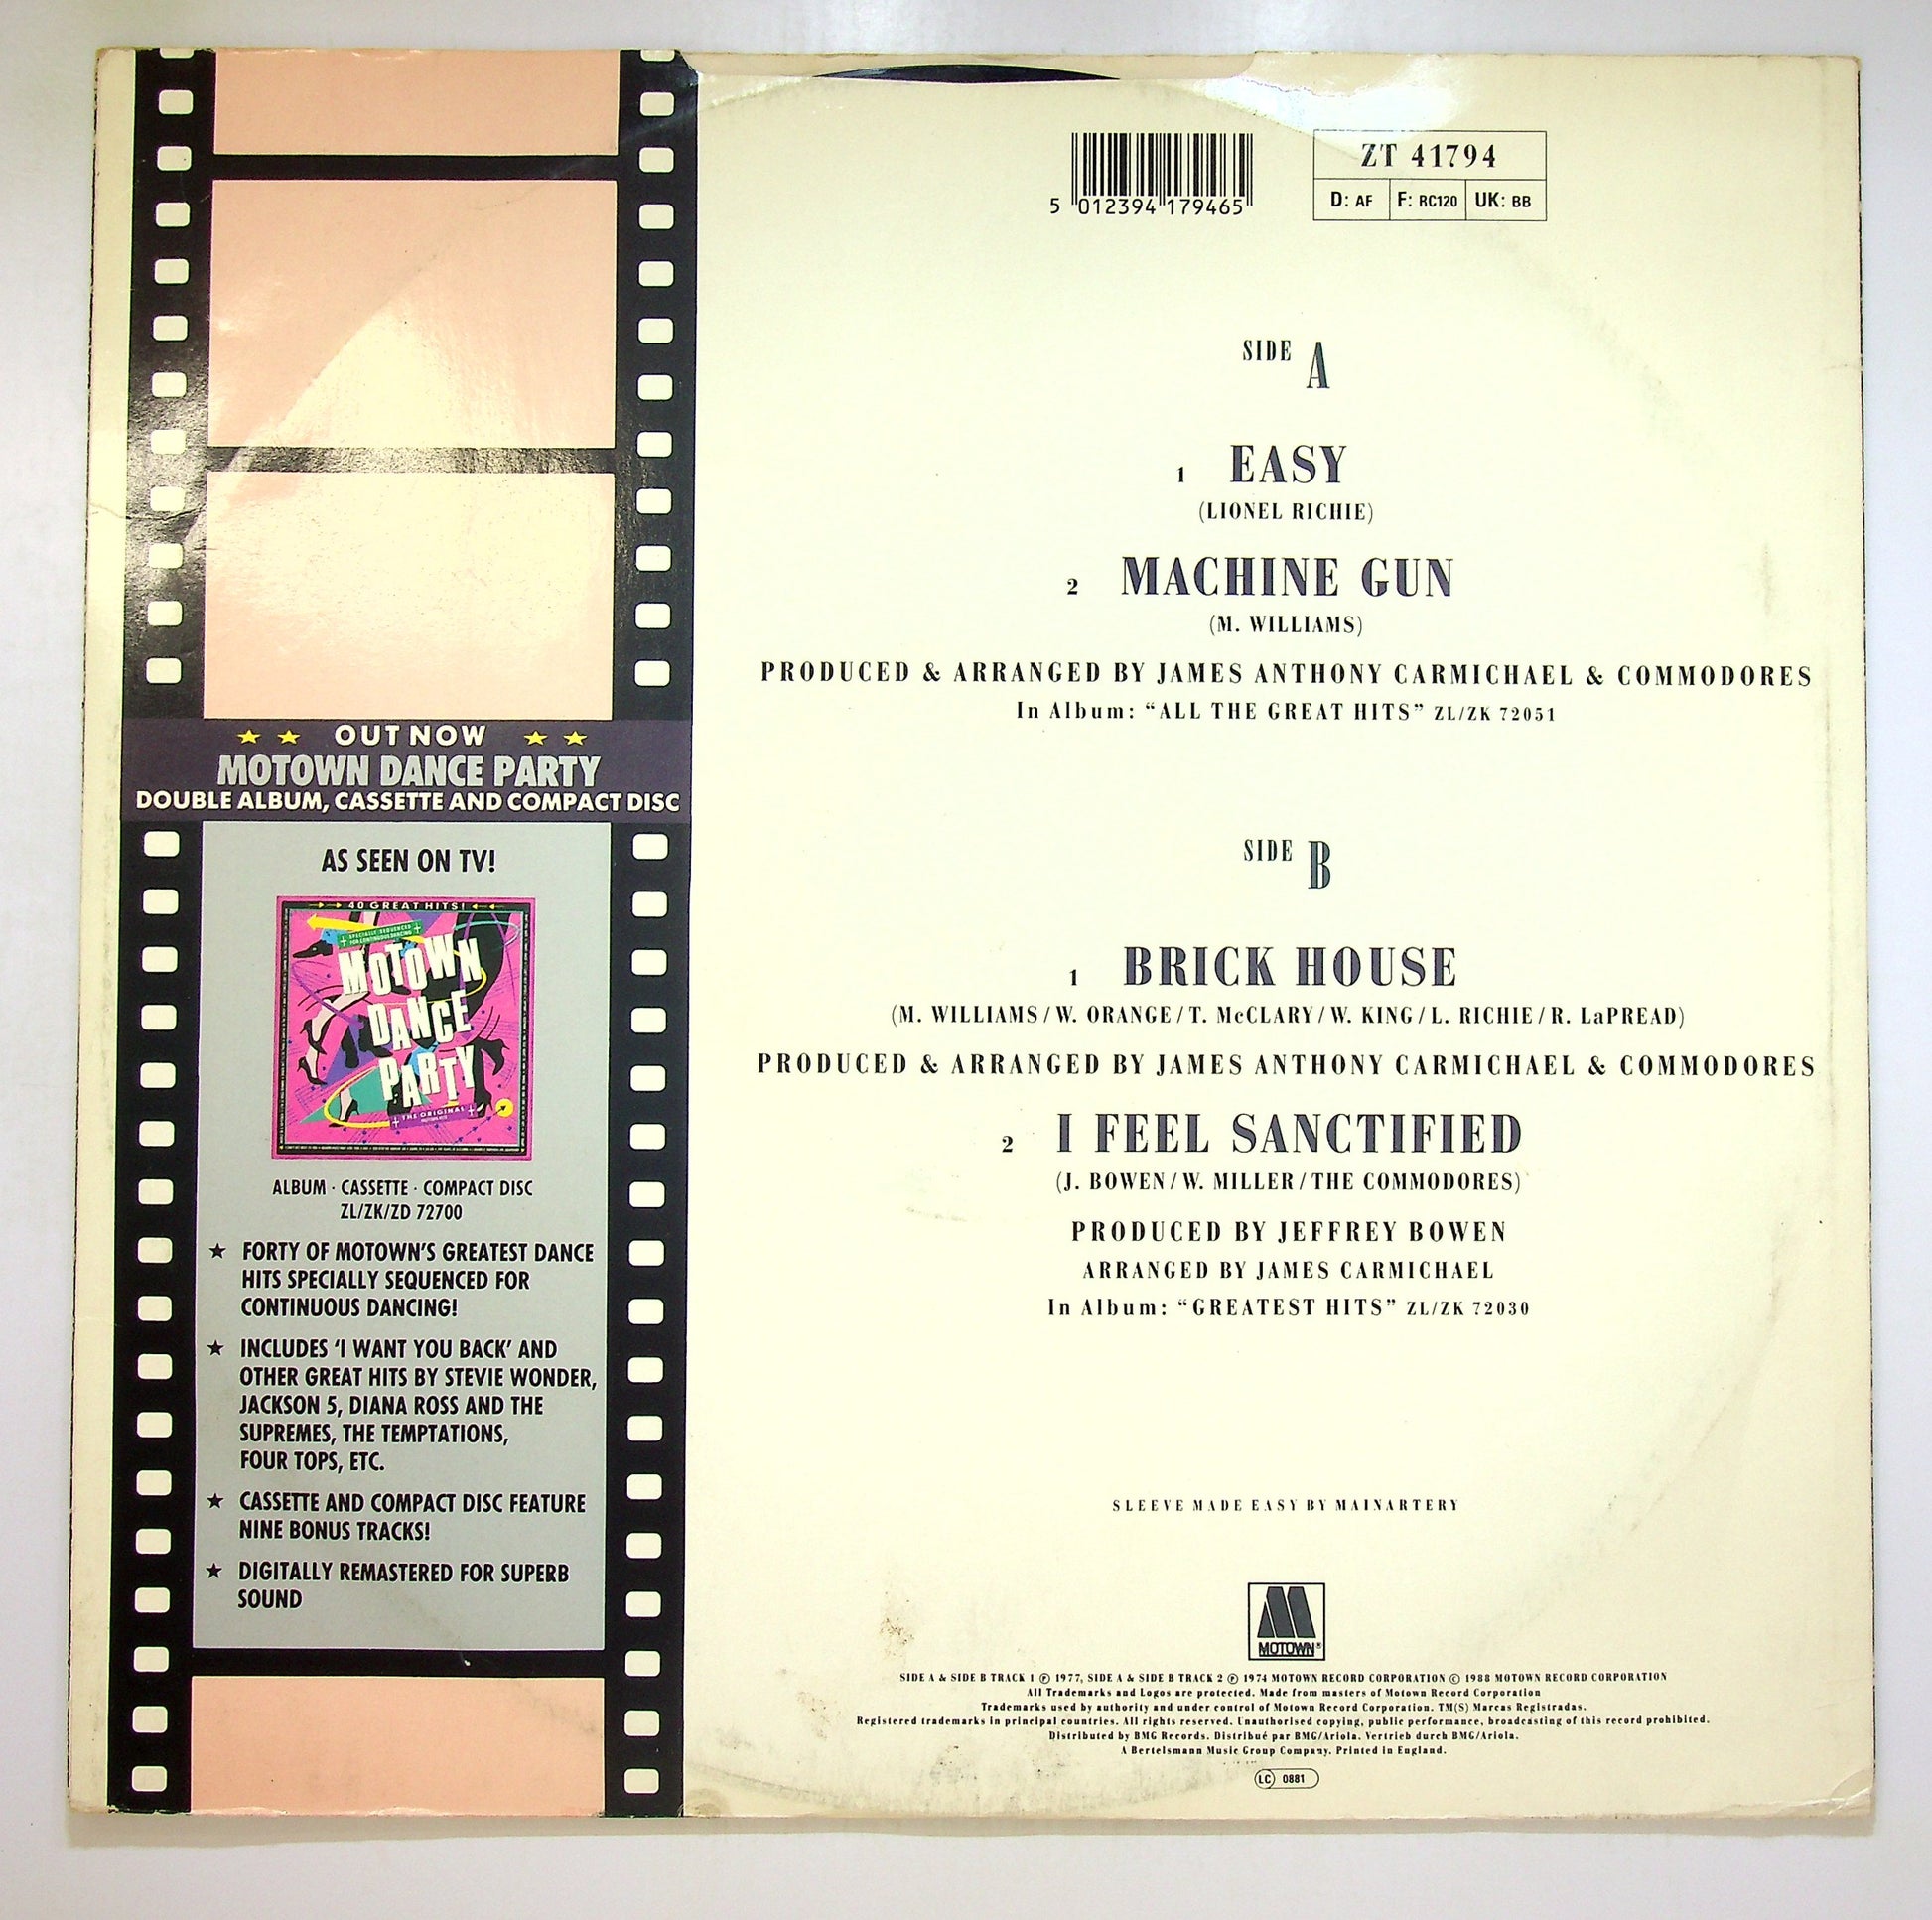 5 012394 179465
ZT 41794
D: AF F: RC120 UK: BB
SIDE A
1 EASY
(LIONEL RICHIE)
2 MACHINE GUN
(M. WILLIAMS)
PRODUCED & ARRANGED BY JAMES ANTHONY CARMICHAEL & COMMODORES
In Album: “ALL THE GREAT HITS” ZL/ZK 72051
SIDE B
1 BRICK HOUSE
(M. WILLIAMS/W. ORANGE/T. McCLARY/W. KING/L. RICHIE/R. LaPREAD)
PRODUCED & ARRANGED BY JAMES ANTHONY CARMICHAEL & COMMODORES
2 I FEEL SANCTIFIED
(J. BOWEN/W. MILLER/THE COMMODORES)
PRODUCED BY JEFFREY BOWEN
ARRANGED BY JAMES CARMICHAEL
In Album: “GREATEST HITS” ZL/ZK 72030
SLEEVE MADE EASY BY MAINARTERY
MOTOWN®
SIDE A & SIDE B TRACK 1 ℗ 1977, SIDE A & SIDE B TRACK 2 ℗ 1974 MOTOWN RECORD CORPORATION © 1988 MOTOWN RECORD CORPORATION
All Trademarks and Logos are protected. Made from masters of Motown Record Corporation
Trademarks used by authority and under control of Motown Record Corporation. TM(S) Marcas Registradas.
Registered trademarks in principal countries. All rights reserved. Unauthorised copying, public performance, broadcasting of this record prohibited.
Distributed by BMG Records. Distribué par BMG/Ariola. Vertrieb durch BMG/Ariola.
A Bertelsmann Music Group Company. Printed in England.
LC 0881
OUT NOW
MOTOWN DANCE PARTY
DOUBLE ALBUM, CASSETTE AND COMPACT DISC
AS SEEN ON TV!
40 GREAT HITS!
SPECIALLY SEQUENCED
FOR CONTINUOUS DANCING
MOTOWN
DANCE
PARTY
THE ORIGINAL
ALBUM · CASSETTE · COMPACT DISC
ZL/ZK/ZD 72700
★ FORTY OF MOTOWN’S GREATEST DANCE
HITS SPECIALLY SEQUENCED FOR
CONTINUOUS DANCING!
★ INCLUDES ‘I WANT YOU BACK’ AND
OTHER GREAT HITS BY STEVIE WONDER,
JACKSON 5, DIANA ROSS AND THE
SUPREMES, THE TEMPTATIONS,
FOUR TOPS, ETC.
★ CASSETTE AND COMPACT DISC FEATURE
NINE BONUS TRACKS!
★ DIGITALLY REMASTERED FOR SUPERB
SOUND